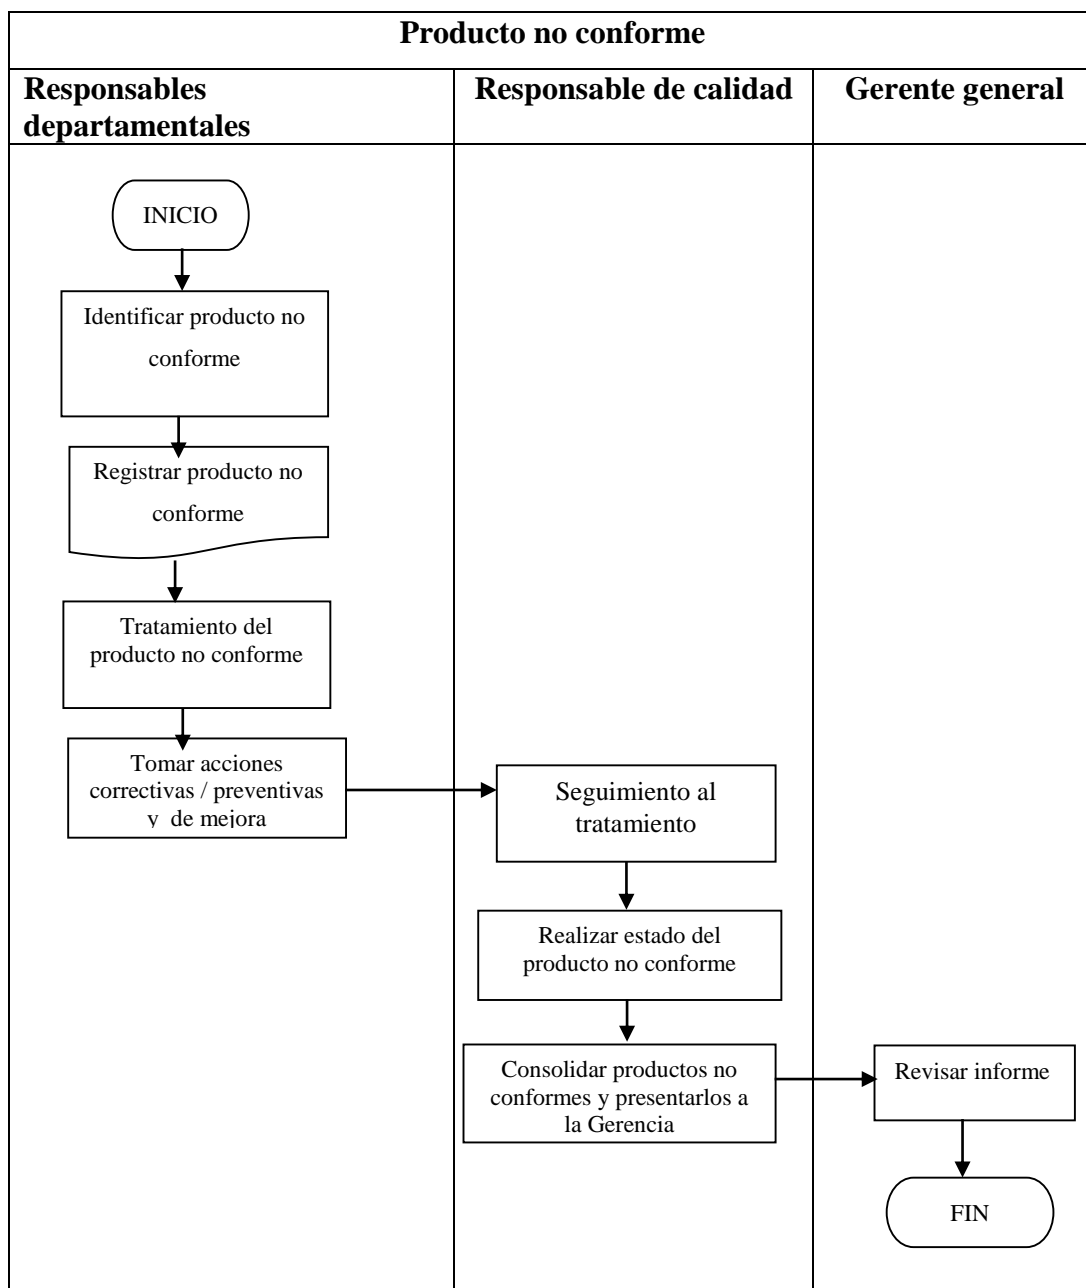 Producto no conforme
Responsables
departamentales
Responsable de calidad
Gerente general
INICIO
Identificar producto no
conforme
Registrar producto no
conforme
Tratamiento del
producto no conforme
Tomar acciones
correctivas / preventivas
y de mejora
Seguimiento al
tratamiento
Realizar estado del
producto no conforme
Consolidar productos no
conformes y presentarlos a
la Gerencia
Revisar informe
FIN